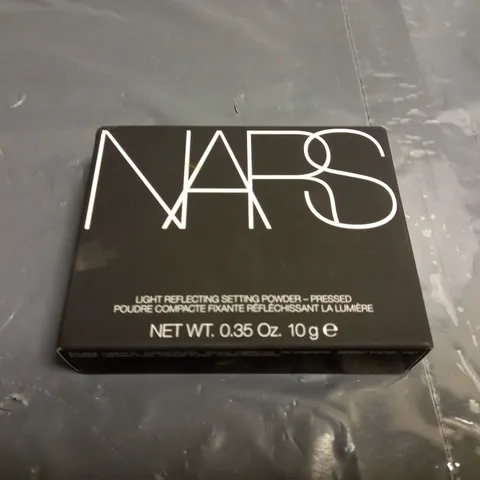 NARS
LIGHT REFLECTING SETTING POWDER – PRESSED
POUDRE COMPACTE FIXANTE RÉFLÉCHISSANT LA LUMIÈRE
NET WT. 0.35 Oz. 10 g ℮